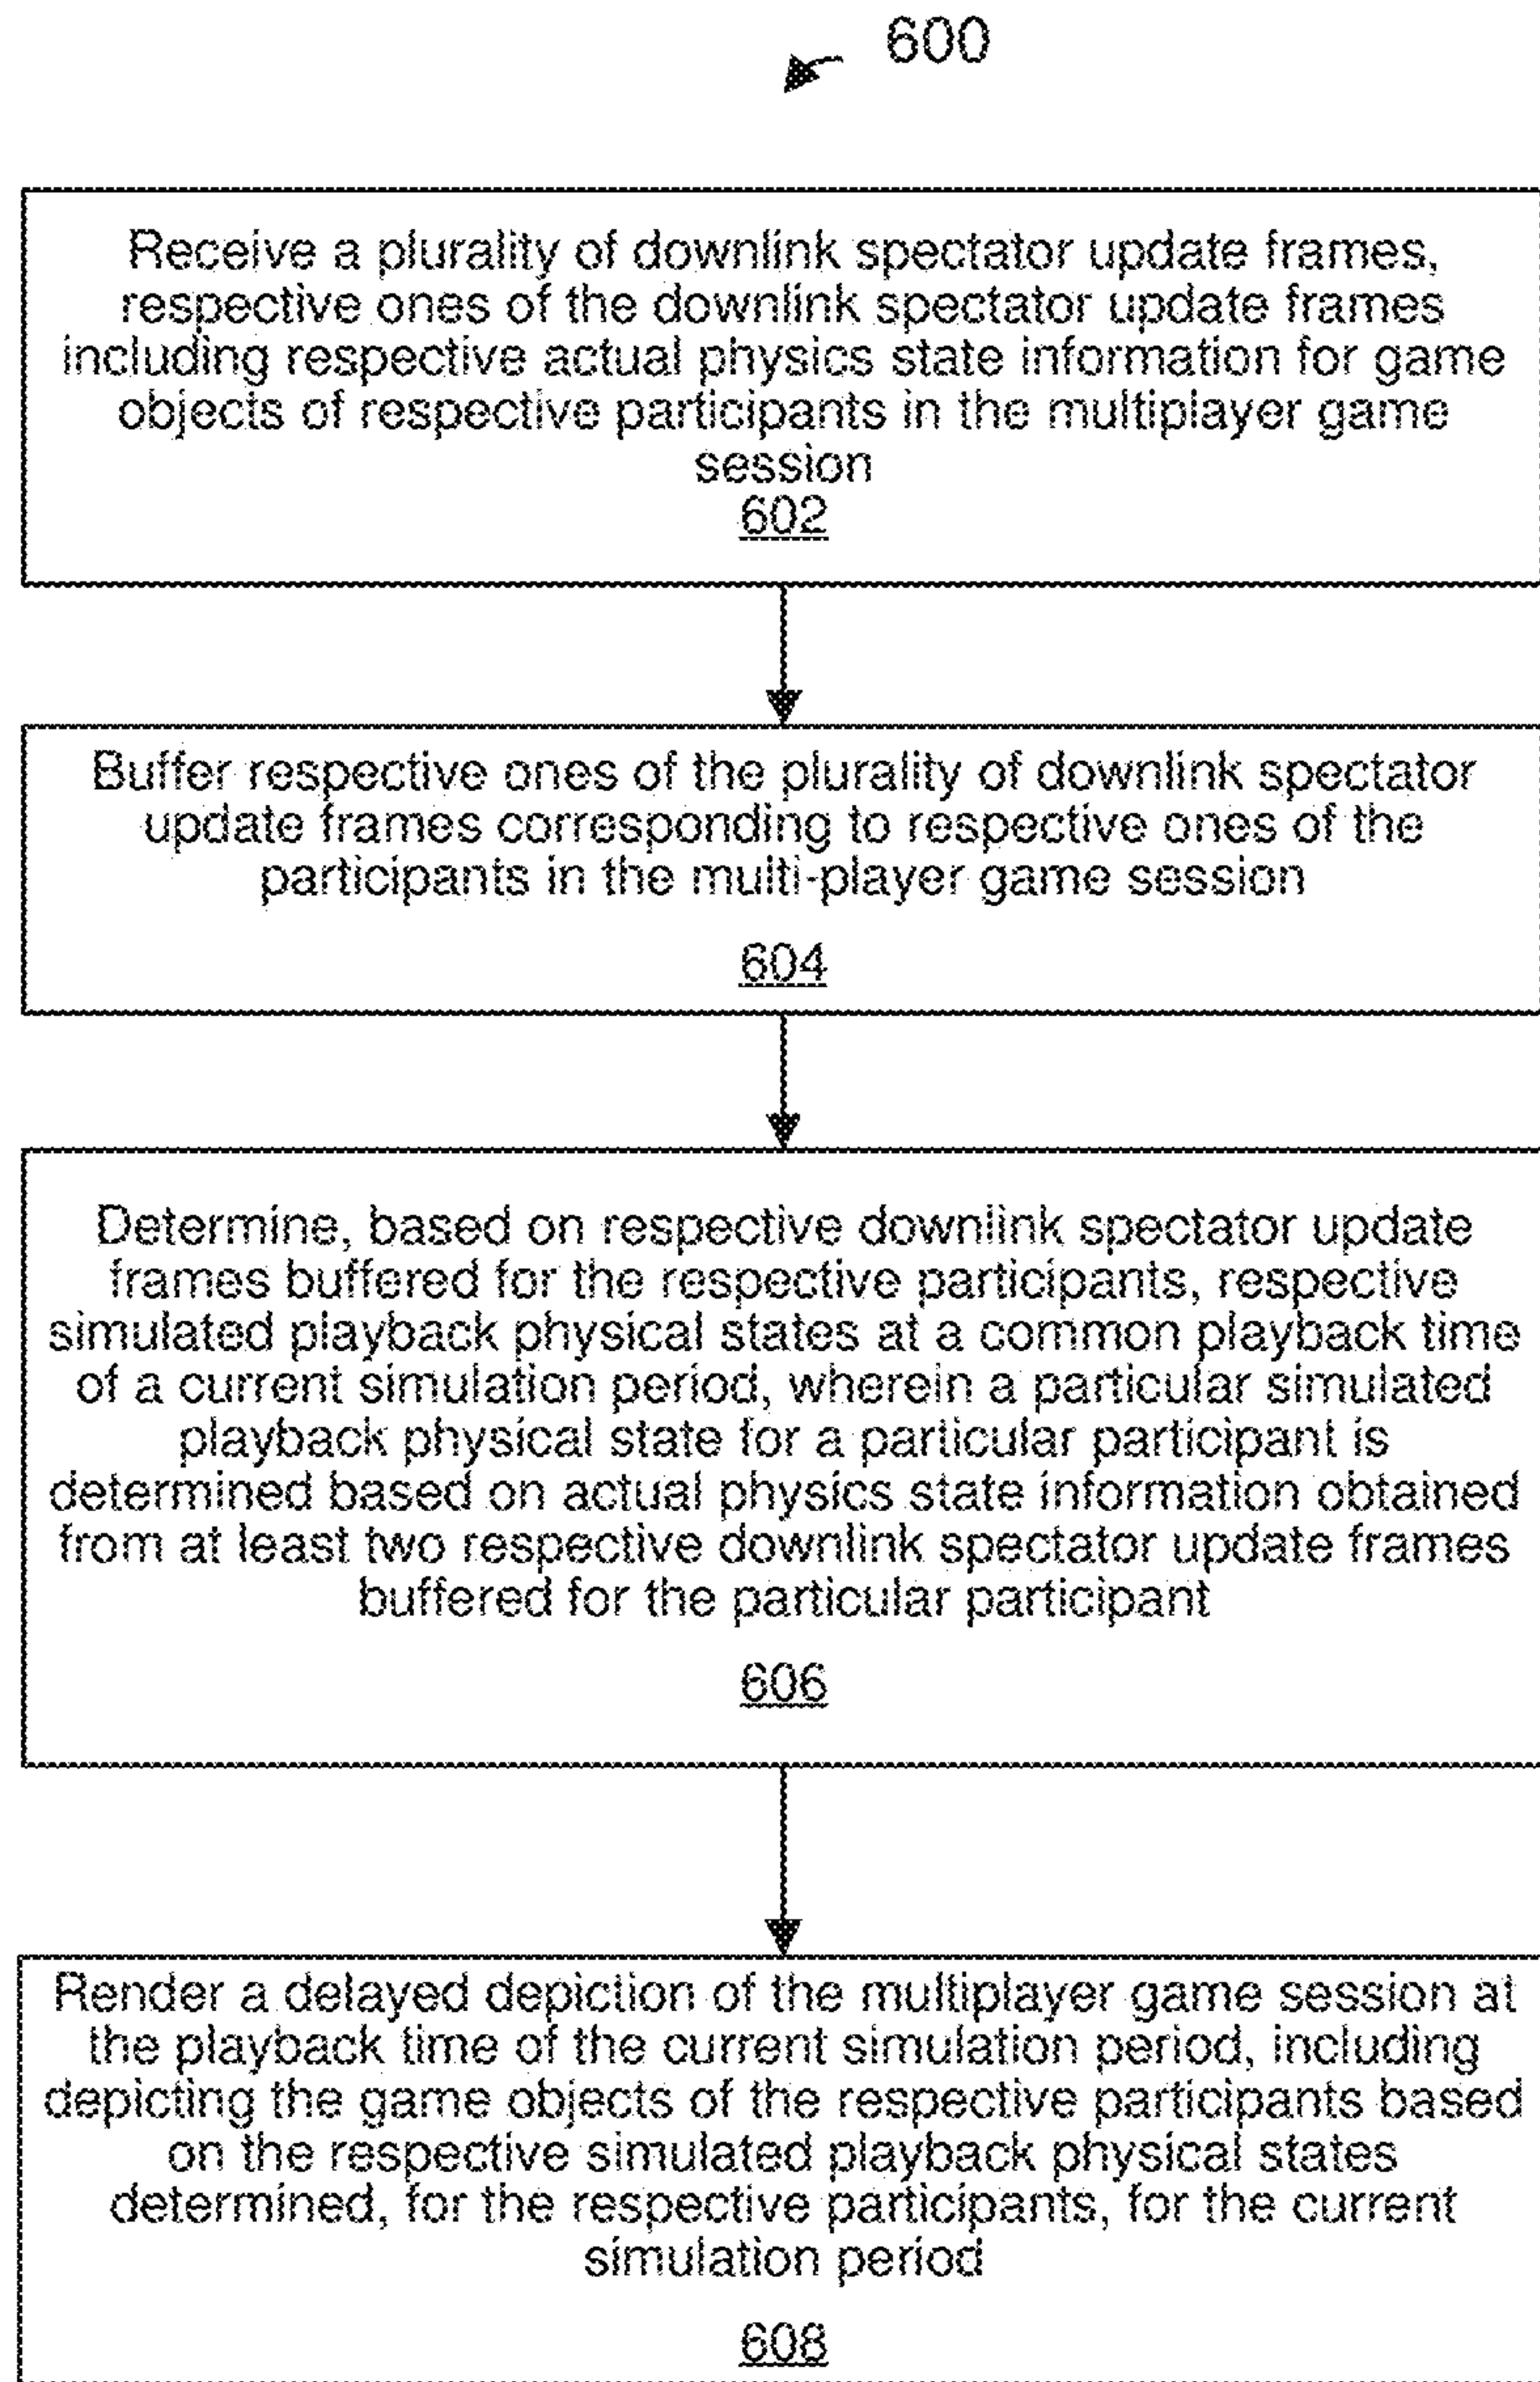 600
Receive a plurality of downlink spectator update frames,
respective ones of the downlink spectator update frames
including respective actual physics state information for game
objects of respective participants in the multiplayer game
session
602
Buffer respective ones of the plurality of downlink spectator
update frames corresponding to respective ones of the
participants in the multi-player game session
604
Determine, based on respective downlink spectator update
frames buffered for the respective participants, respective
simulated playback physical states at a common playback time
of a current simulation period, wherein a particular simulated
playback physical state for a particular participant is
determined based on actual physics state information obtained
from at least two respective downlink spectator update frames
buffered for the particular participant
606
Render a delayed depiction of the multiplayer game session at
the playback time of the current simulation period, including
depicting the game objects of the respective participants based
on the respective simulated playback physical states
determined, for the respective participants, for the current
simulation period
608